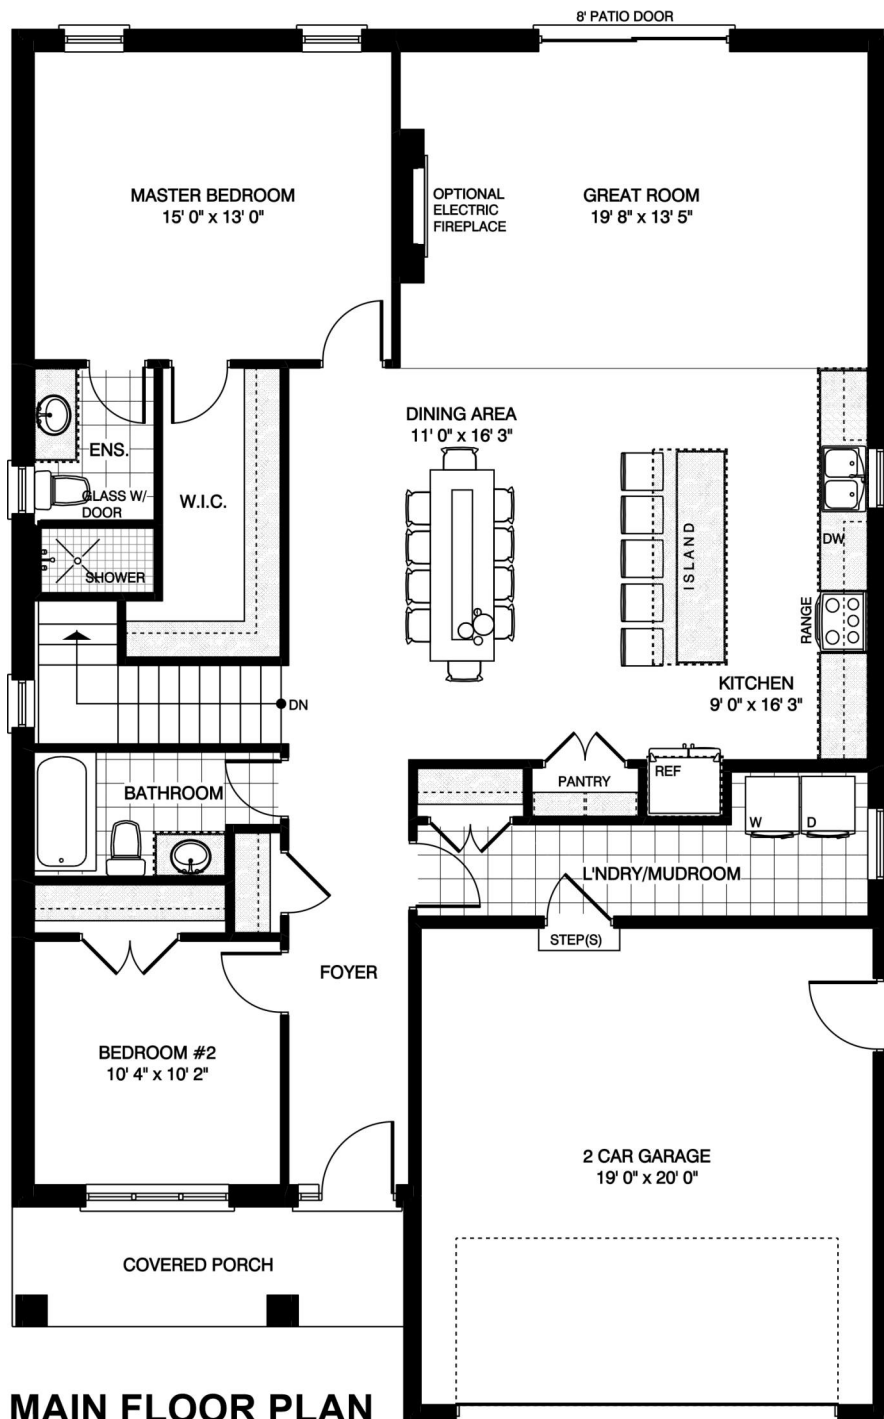 8' PATIO DOOR
MASTER BEDROOM
15' 0" x 13' 0"
OPTIONAL
ELECTRIC
FIREPLACE
GREAT ROOM
19' 8" x 13' 5"
DINING AREA
11' 0" x 16' 3"
ENS.
GLASS W/
DOOR
W.I.C.
SHOWER
ISLAND
DW
RANGE
KITCHEN
9' 0" x 16' 3"
DN
BATHROOM
PANTRY
REF
W
D
L'NDRY/MUDROOM
STEP(S)
FOYER
BEDROOM #2
10' 4" x 10' 2"
2 CAR GARAGE
19' 0" x 20' 0"
COVERED PORCH
MAIN FLOOR PLAN